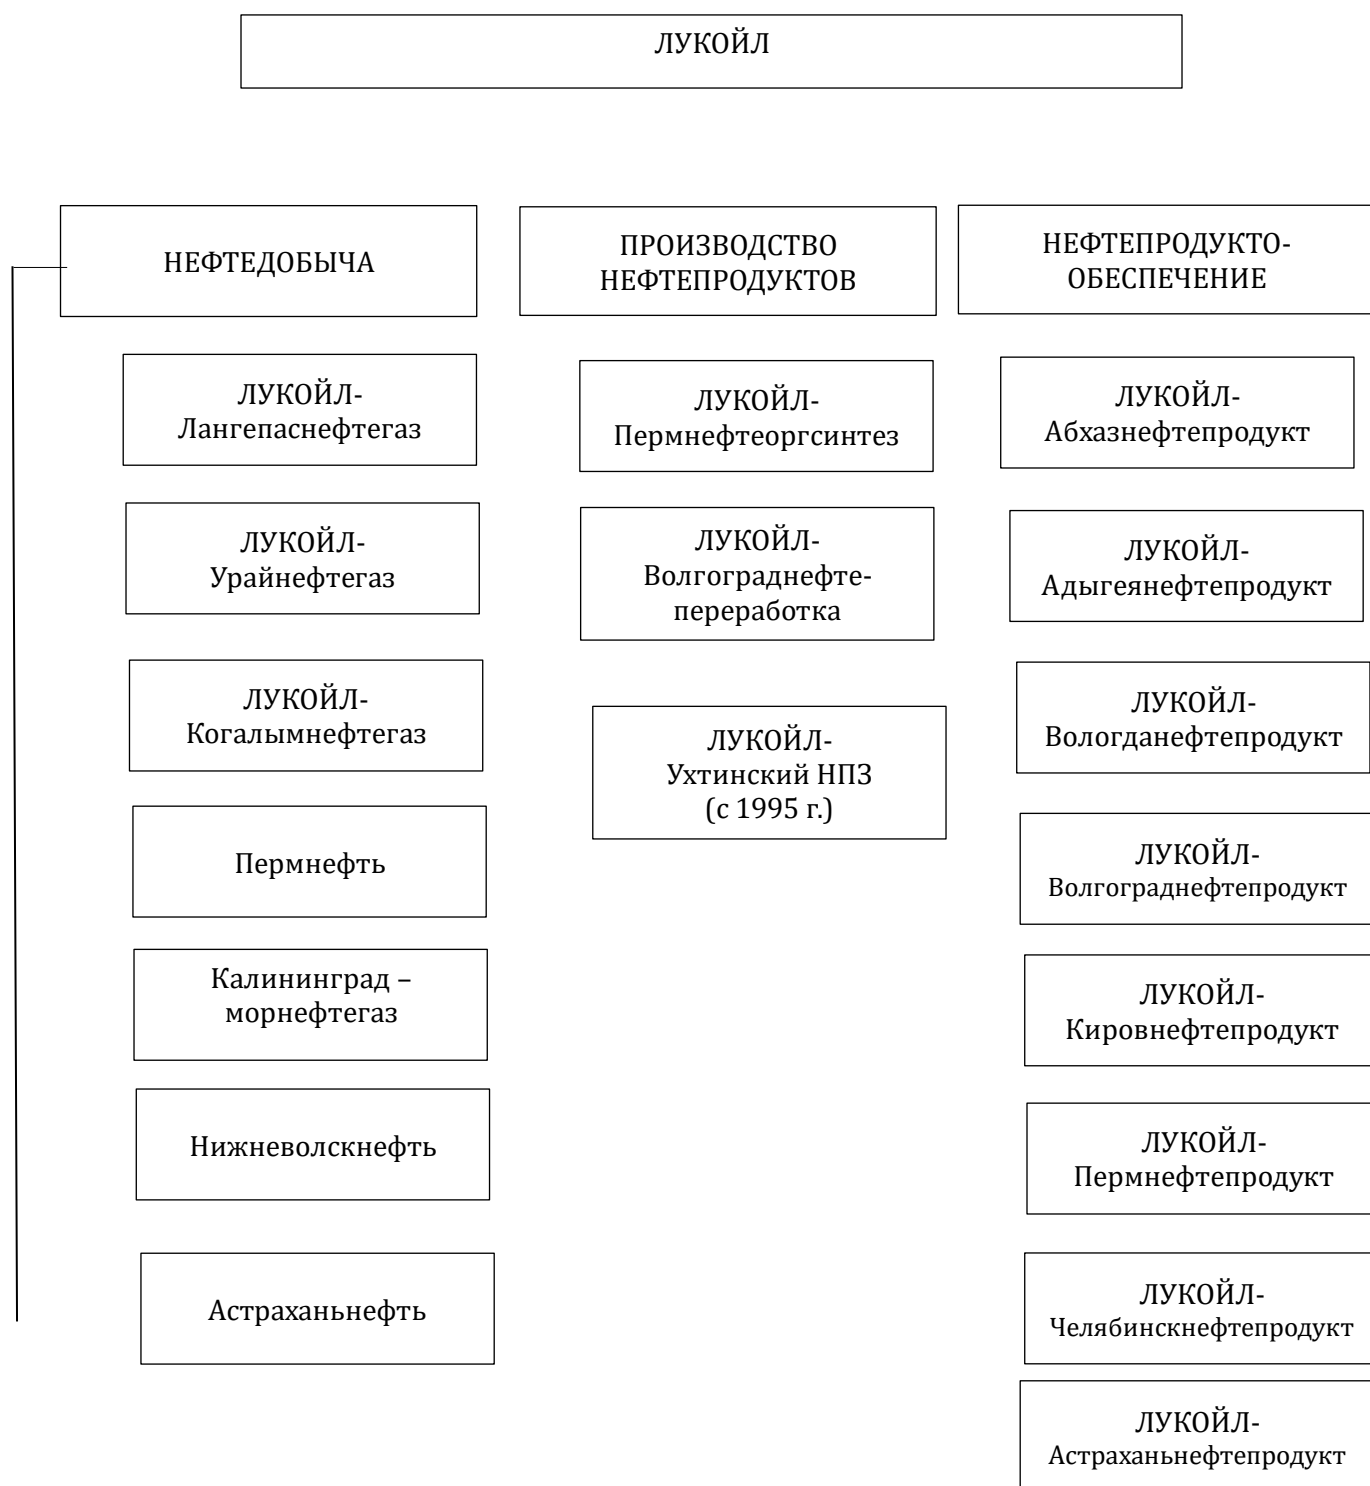 ЛУКОЙЛ
НЕФТЕДОБЫЧА
ЛУКОЙЛ-
Лангепаснефтегаз
ЛУКОЙЛ-
Урайнефтегаз
ЛУКОЙЛ-
Когалымнефтегаз
Пермнефть
Калининград –
морнефтегаз
Нижневолскнефть
Астраханьнефть
ПРОИЗВОДСТВО
НЕФТЕПРОДУКТОВ
ЛУКОЙЛ-
Пермнефтеоргсинтез
ЛУКОЙЛ-
Волгограднефте-
переработка
ЛУКОЙЛ-
Ухтинский НПЗ
(с 1995 г.)
НЕФТЕПРОДУКТО-
ОБЕСПЕЧЕНИЕ
ЛУКОЙЛ-
Абхазнефтепродукт
ЛУКОЙЛ-
Адыгеянефтепродукт
ЛУКОЙЛ-
Вологданефтепродукт
ЛУКОЙЛ-
Волгограднефтепродукт
ЛУКОЙЛ-
Кировнефтепродукт
ЛУКОЙЛ-
Пермнефтепродукт
ЛУКОЙЛ-
Челябинскнефтепродукт
ЛУКОЙЛ-
Астраханьнефтепродукт